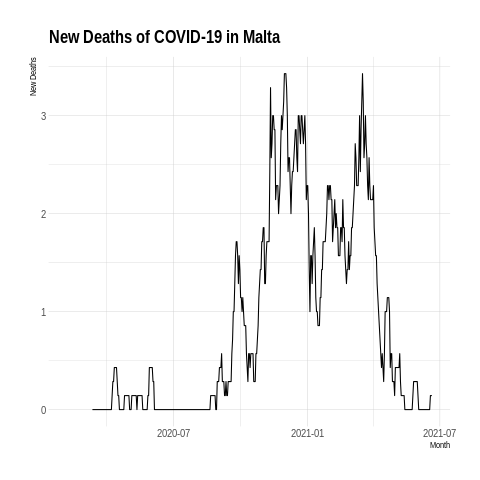 New Deaths of COVID-19 in Malta
New Deaths
3
2
1
0
2020-07
2021-01
2021-07
Month